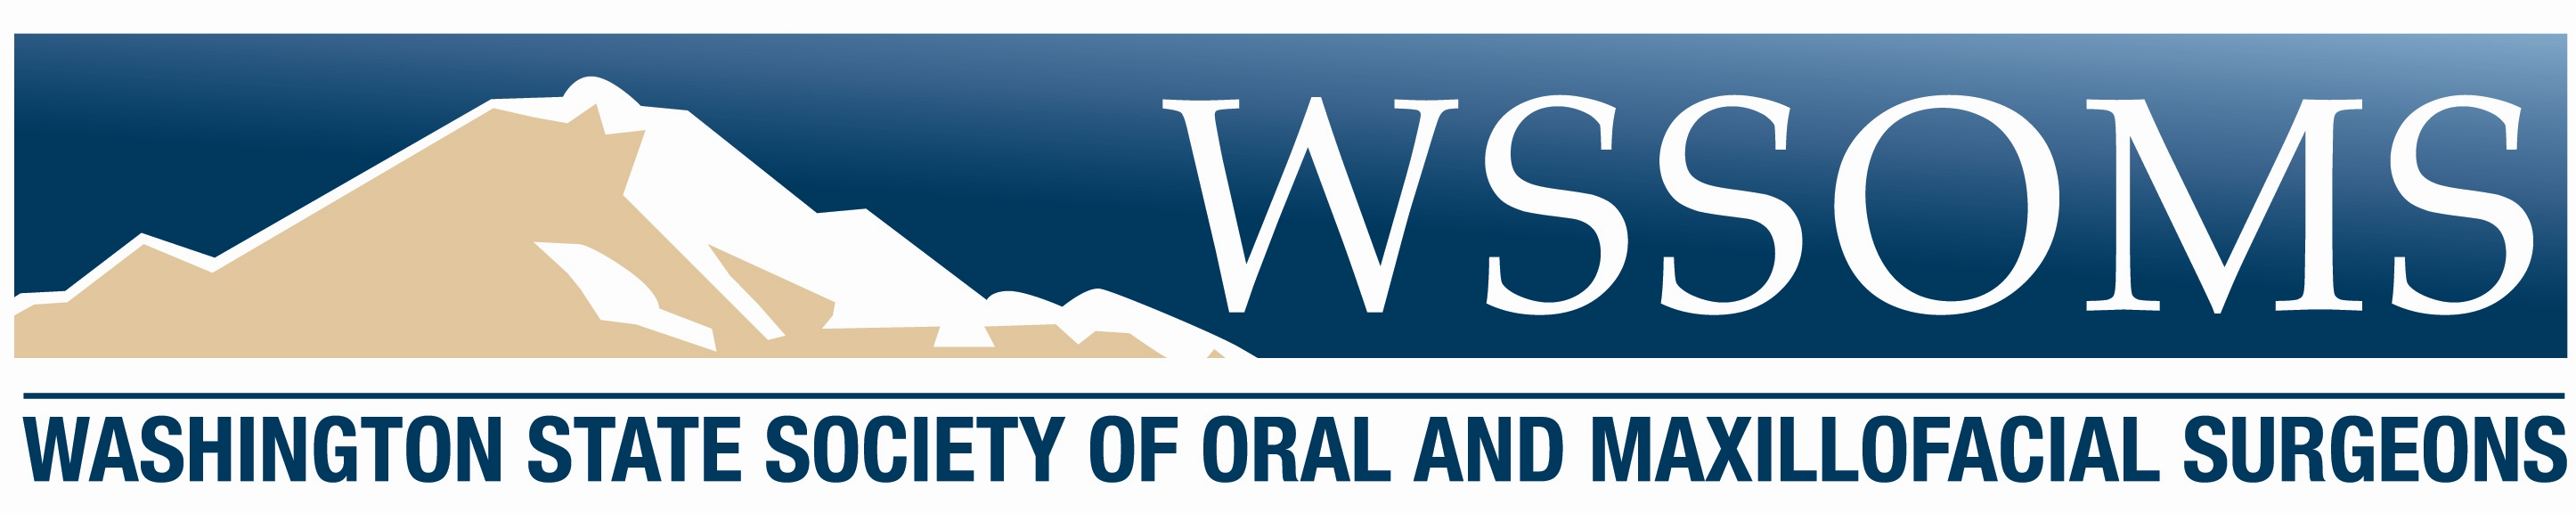 WSSOMS
WASHINGTON STATE SOCIETY OF ORAL AND MAXILLOFACIAL SURGEONS